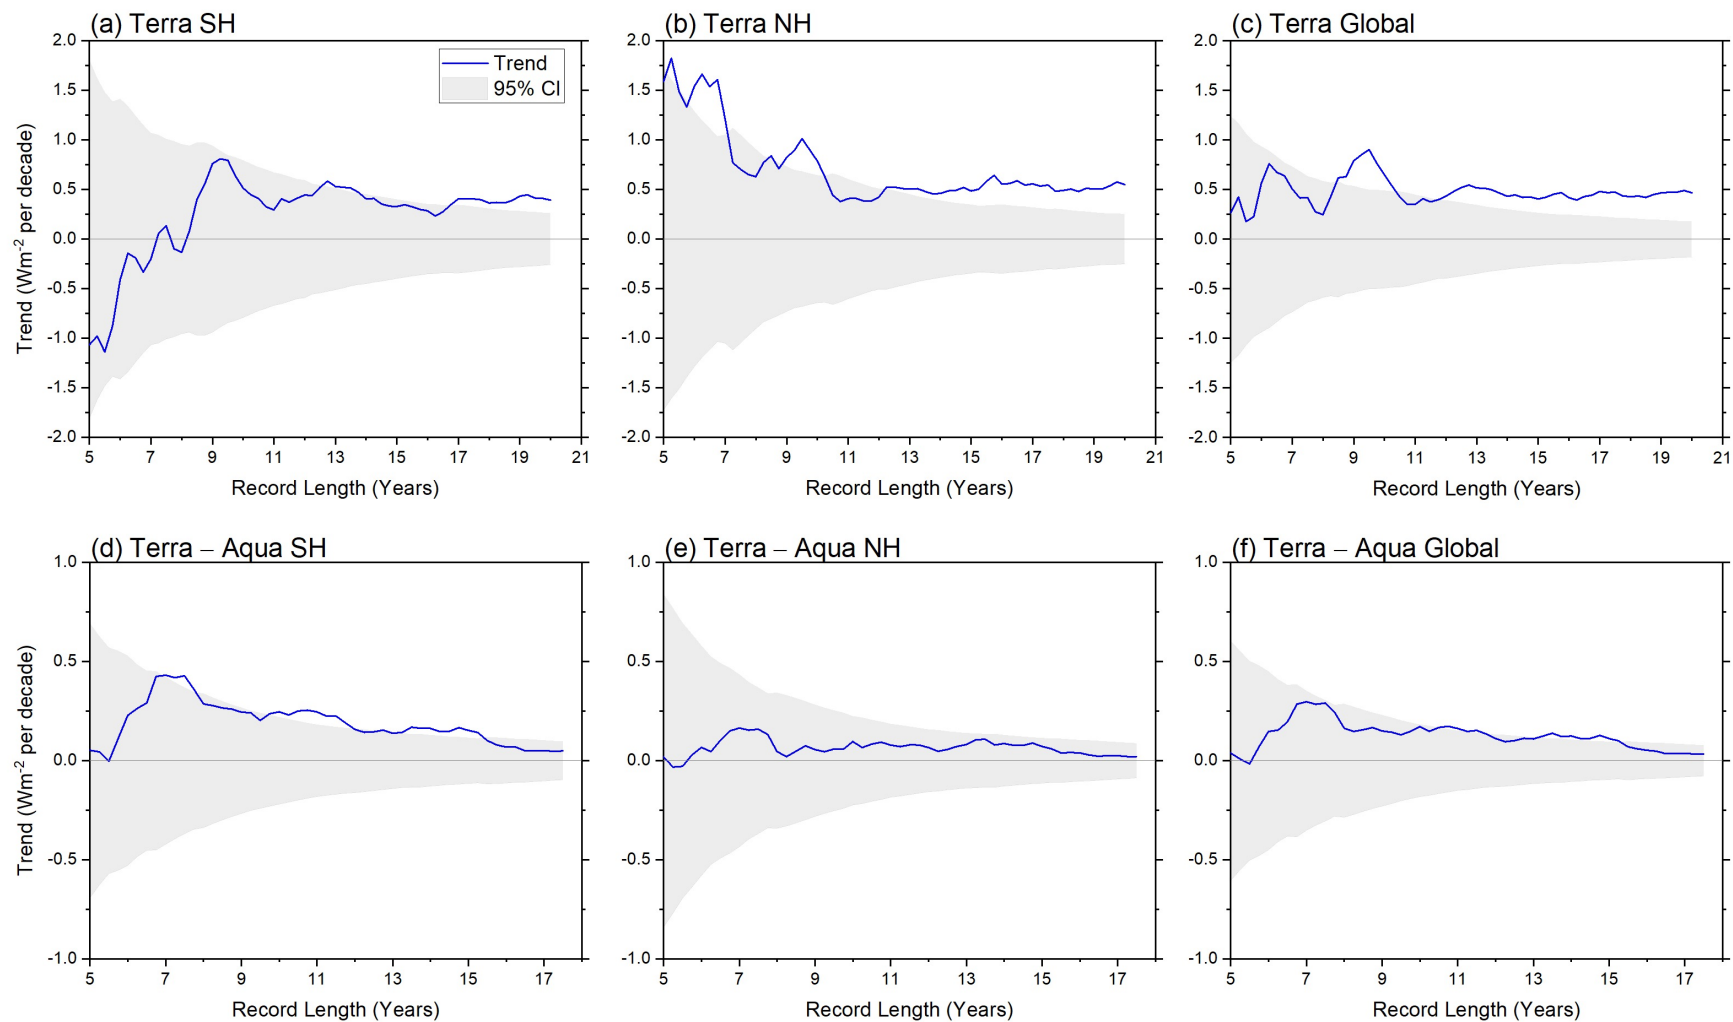 (a) Terra SH
2.0
1.5
1.0
0.5
0.0
-0.5
-1.0
-1.5
-2.0
Trend (Wm⁻² per decade)
Trend
95% CI
5 7 9 11 13 15 17 19 21
Record Length (Years)
(b) Terra NH
2.0
1.5
1.0
0.5
0.0
-0.5
-1.0
-1.5
-2.0
5 7 9 11 13 15 17 19 21
Record Length (Years)
(c) Terra Global
2.0
1.5
1.0
0.5
0.0
-0.5
-1.0
-1.5
-2.0
5 7 9 11 13 15 17 19 21
Record Length (Years)
(d) Terra – Aqua SH
1.0
0.5
0.0
-0.5
-1.0
Trend (Wm⁻² per decade)
5 7 9 11 13 15 17
Record Length (Years)
(e) Terra – Aqua NH
1.0
0.5
0.0
-0.5
-1.0
5 7 9 11 13 15 17
Record Length (Years)
(f) Terra – Aqua Global
1.0
0.5
0.0
-0.5
-1.0
5 7 9 11 13 15 17
Record Length (Years)